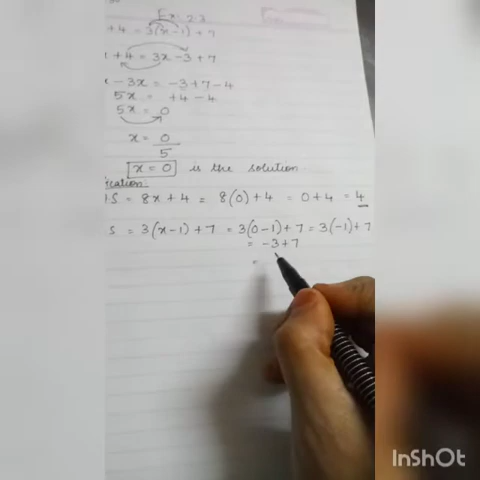 Ex 2.3
+ 4 = 3(x - 1) + 7
+ 4 = 3x - 3 + 7
- 3x = -3 + 7 - 4
5x = + 4 - 4
5x = 0
x = 0/5
x = 0 is the solution
ication:
S = 8x + 4 = 8(0) + 4 = 0 + 4 = 4
S = 3(x - 1) + 7 = 3(0 - 1) + 7 = 3(-1) + 7
= -3 + 7
=
InShOt